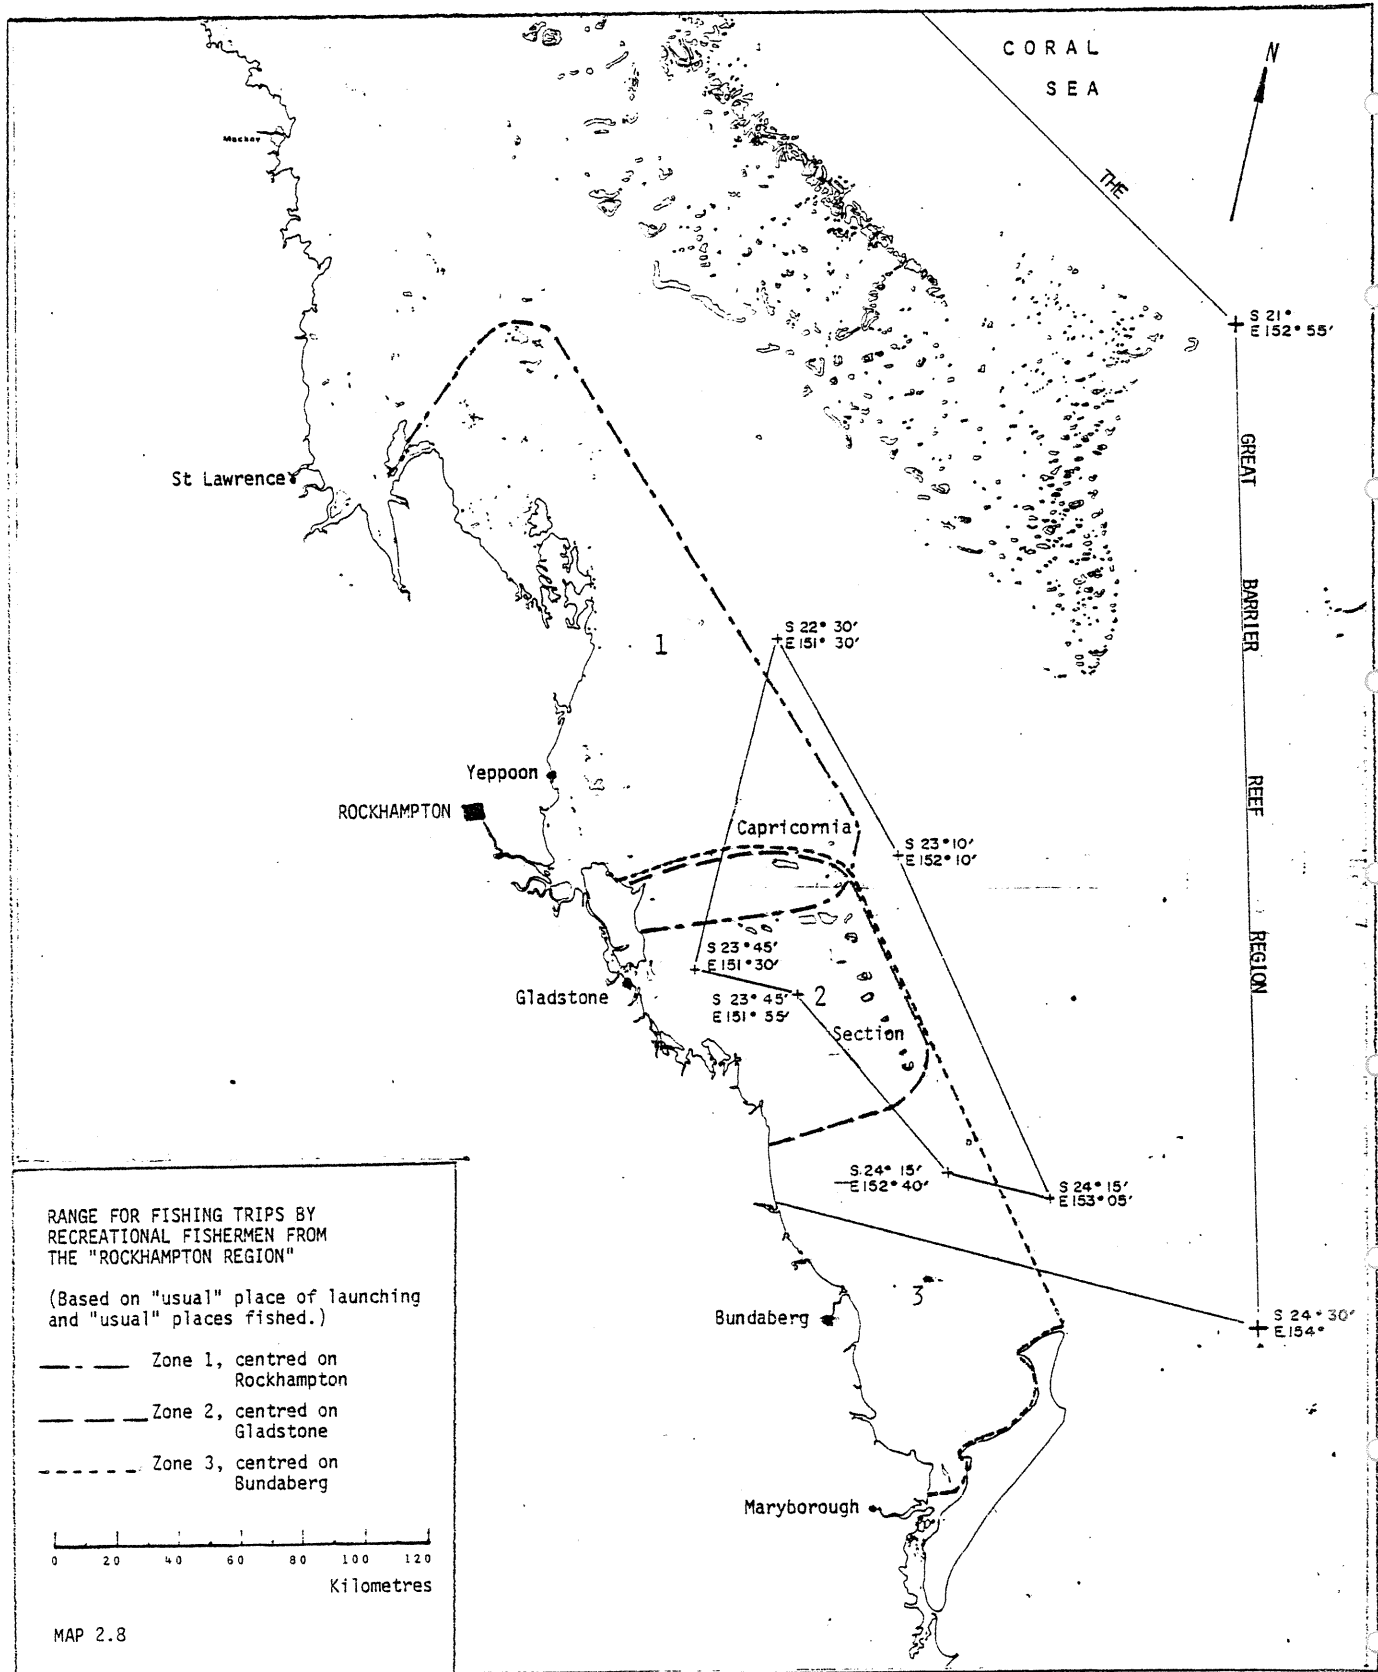 CORAL
SEA
N
Mackay
THE
S 21°
E 152° 55′
GREAT
BARRIER
REEF
REGION
St Lawrence
1
S 22° 30′
E 151° 30′
Yeppoon
ROCKHAMPTON
Capricornia
S 23° 10′
E 152° 10′
S 23° 45′
E 151° 30′
Gladstone
S 23° 45′
E 151° 55′
2
Section
S 24° 15′
E 152° 40′
S 24° 15′
E 153° 05′
3
Bundaberg
S 24° 30′
E 154°
Maryborough
RANGE FOR FISHING TRIPS BY
RECREATIONAL FISHERMEN FROM
THE "ROCKHAMPTON REGION"
(Based on "usual" place of launching
and "usual" places fished.)
Zone 1, centred on
Rockhampton
Zone 2, centred on
Gladstone
Zone 3, centred on
Bundaberg
0 20 40 60 80 100 120
Kilometres
MAP 2.8